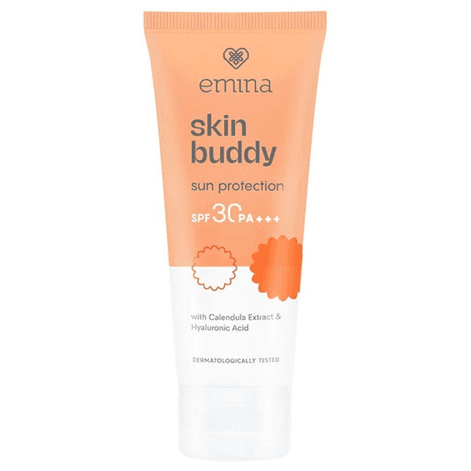 emina
skin
buddy
sun protection
SPF 30 PA+++
with Calendula Extract &
Hyaluronic Acid
DERMATOLOGICALLY TESTED